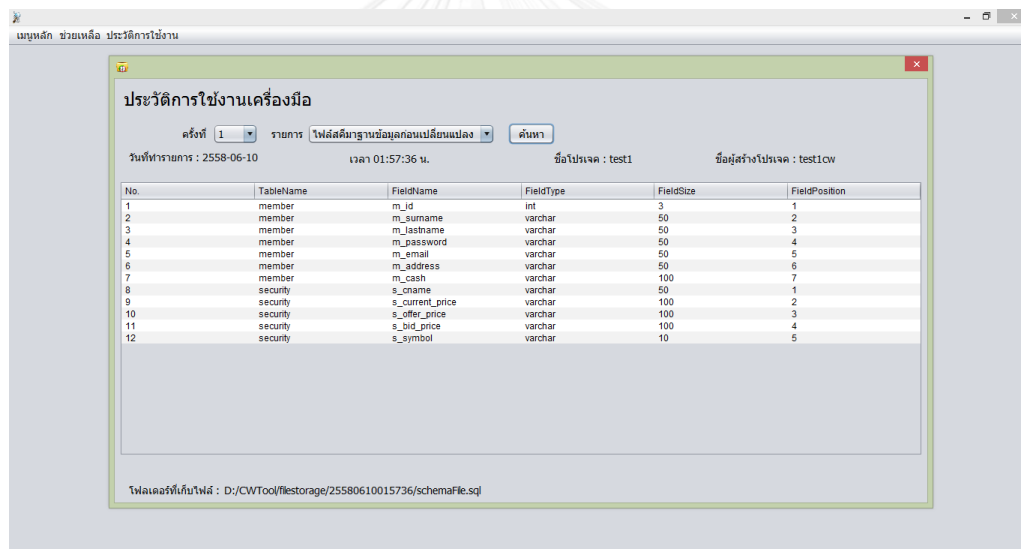 เมนูหลัก ช่วยเหลือ ประวัติการใช้งาน
ประวัติการใช้งานเครื่องมือ
ครั้งที่ 1 รายการ ไฟล์สคีมาฐานข้อมูลก่อนเปลี่ยนแปลง ค้นหา
วันที่ทำรายการ : 2558-06-10 เวลา 01:57:36 น. ชื่อโปรเจค : test1 ชื่อผู้สร้างโปรเจค : test1cw
No. TableName FieldName FieldType FieldSize FieldPosition
1 member m_id int 3 1
2 member m_surname varchar 50 2
3 member m_lastname varchar 50 3
4 member m_password varchar 50 4
5 member m_email varchar 50 5
6 member m_address varchar 50 6
7 member m_cash varchar 100 7
8 security s_cname varchar 50 1
9 security s_current_price varchar 100 2
10 security s_offer_price varchar 100 3
11 security s_bid_price varchar 100 4
12 security s_symbol varchar 10 5
โฟลเดอร์ที่เก็บไฟล์ : D:/CWTool/filestorage/25580610015736/schemaFile.sql